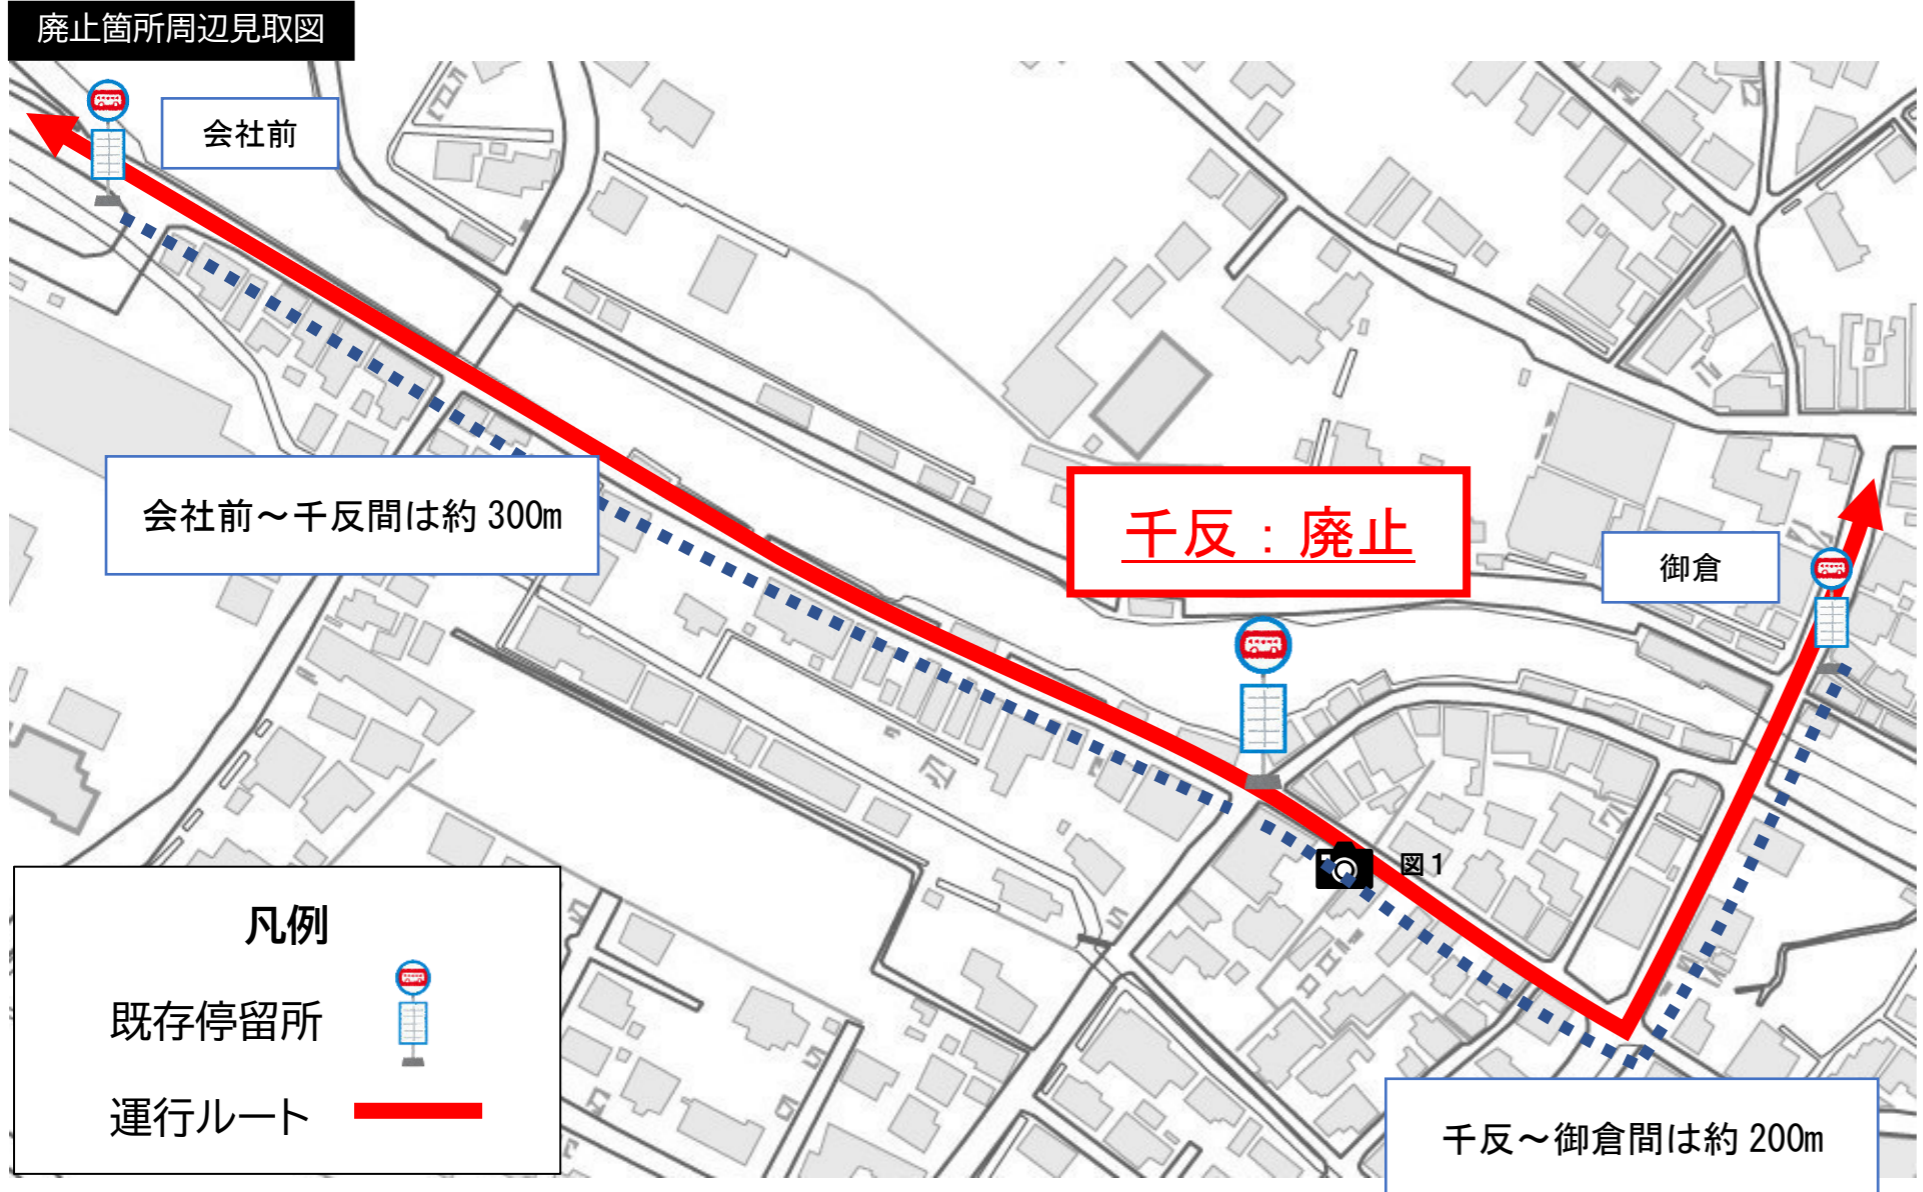 廃止箇所周辺見取図
会社前
会社前～千反間は約 300m
千反：廃止
御倉
図1
凡例
既存停留所
運行ルート
千反～御倉間は約 200m